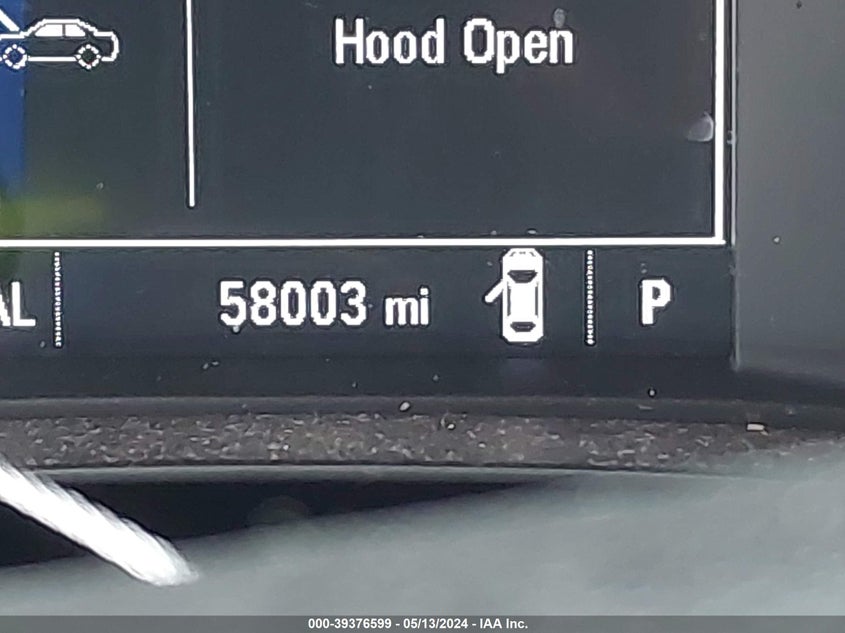 Hood Open
AL
58003 mi
P
000-39376599 - 05/13/2024 - IAA Inc.